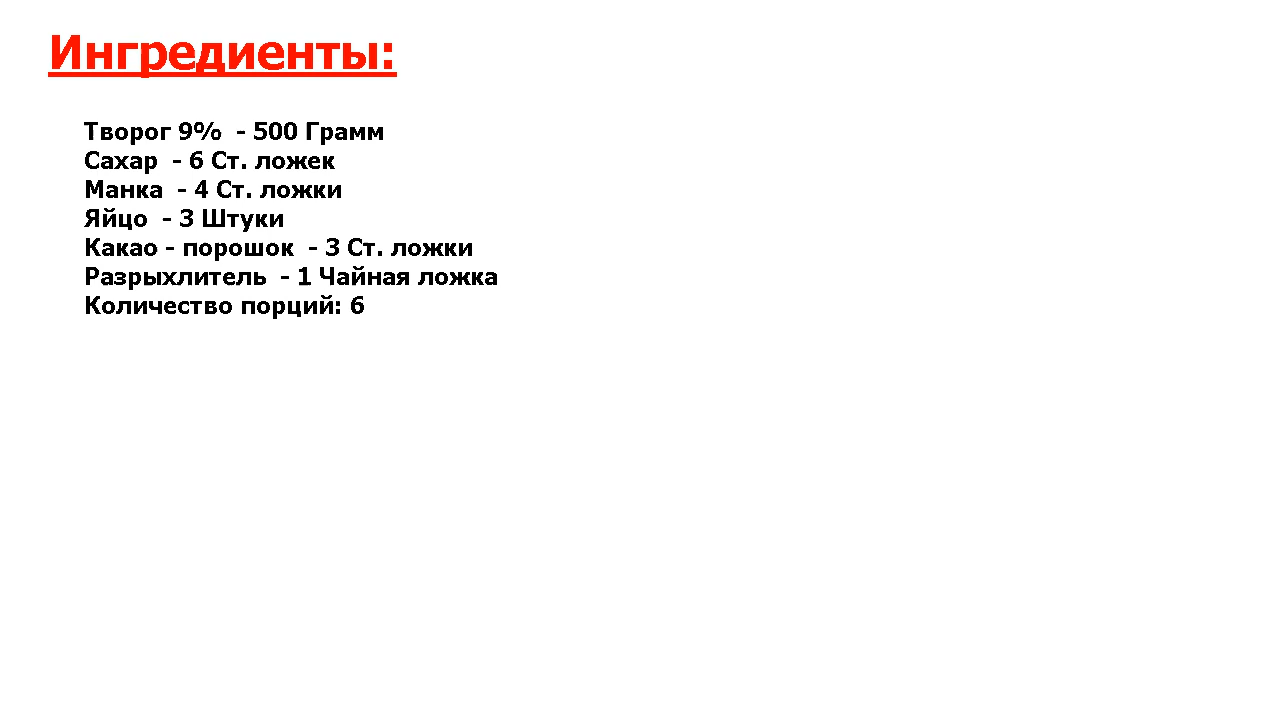 Ингредиенты:
Творог 9%  - 500 Грамм
Сахар  - 6 Ст. ложек
Манка  - 4 Ст. ложки
Яйцо  - 3 Штуки
Какао - порошок  - 3 Ст. ложки
Разрыхлитель  - 1 Чайная ложка
Количество порций: 6